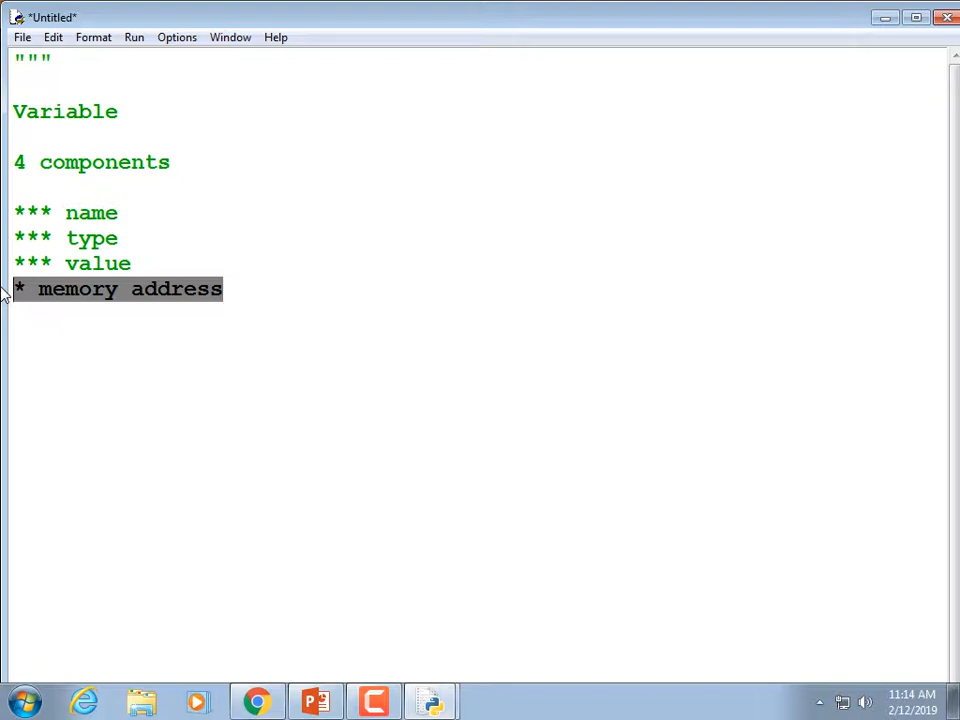 *Untitled*
File Edit Format Run Options Window Help
"""
Variable
4 components
*** name
*** type
*** value
* memory address
11:14 AM
2/12/2019